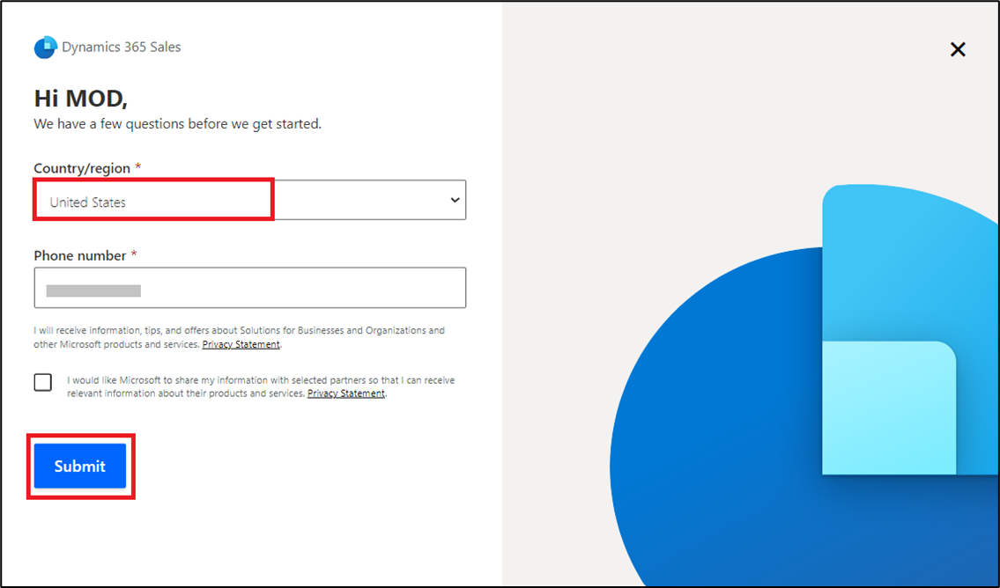 Dynamics 365 Sales
Hi MOD,
We have a few questions before we get started.
Country/region *
United States
Phone number *
I will receive information, tips, and offers about Solutions for Businesses and Organizations and
other Microsoft products and services. Privacy Statement.
I would like Microsoft to share my information with selected partners so that I can receive
relevant information about their products and services. Privacy Statement.
Submit